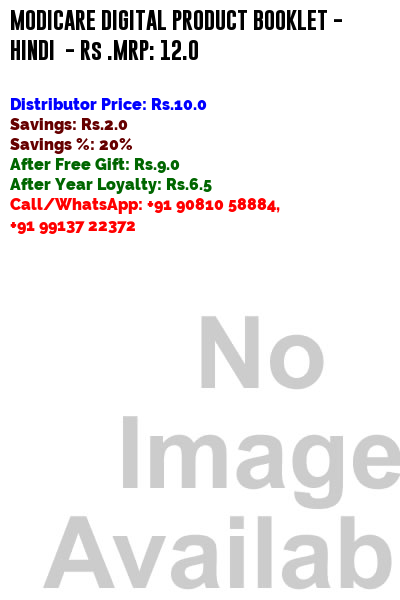 MODICARE DIGITAL PRODUCT BOOKLET -
HINDI - Rs .MRP: 12.0
Distributor Price: Rs.10.0
Savings: Rs.2.0
Savings %: 20%
After Free Gift: Rs.9.0
After Year Loyalty: Rs.6.5
Call/WhatsApp: +91 90810 58884,
+91 99137 22372
No
Image
Availab